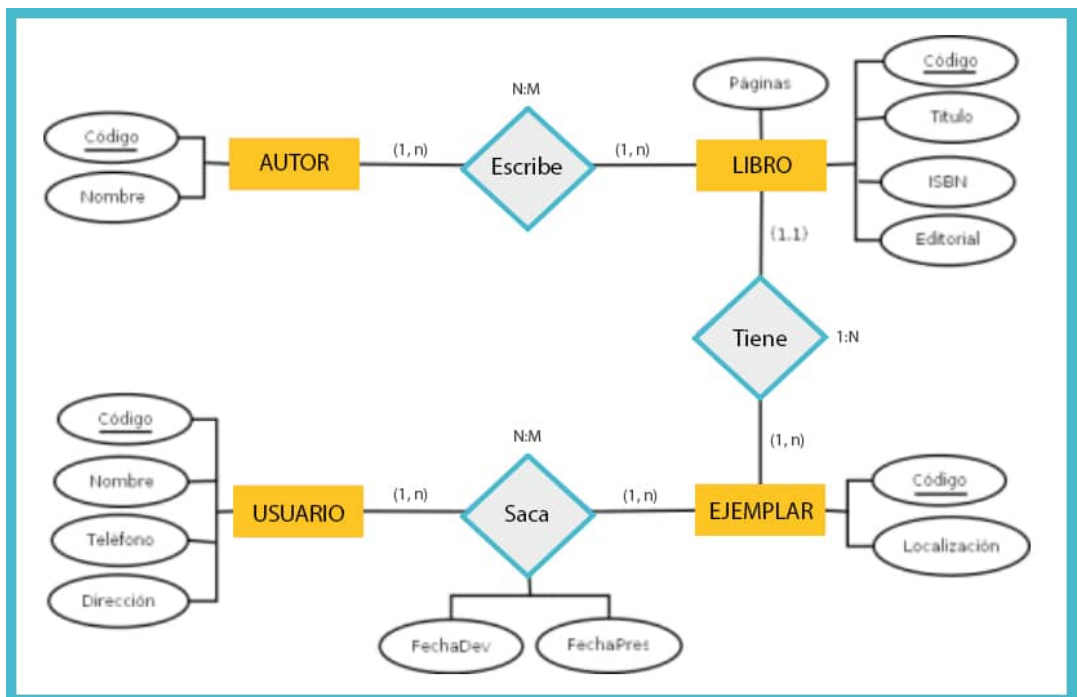 Código
Nombre
AUTOR
(1, n)
N:M
Escribe
(1, n)
LIBRO
Páginas
Código
Titulo
ISBN
Editorial
(1.1)
Tiene
1:N
(1, n)
Código
Nombre
Teléfono
Dirección
USUARIO
(1, n)
N:M
Saca
(1, n)
EJEMPLAR
Código
Localización
FechaDev
FechaPres